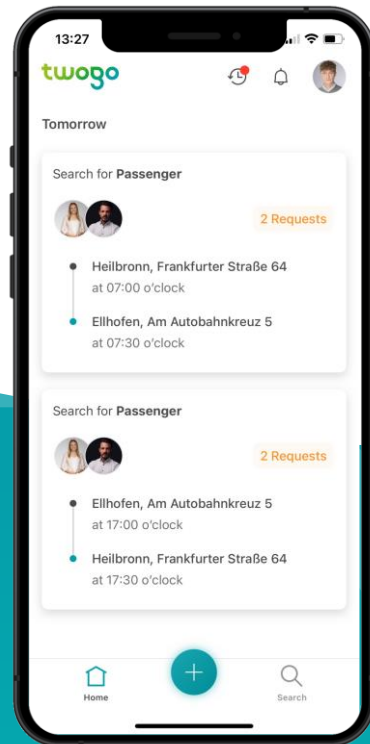 13:27
twogo
Tomorrow
Search for Passenger
2 Requests
Heilbronn, Frankfurter Straße 64
at 07:00 o'clock
Ellhofen, Am Autobahnkreuz 5
at 07:30 o'clock
Search for Passenger
2 Requests
Ellhofen, Am Autobahnkreuz 5
at 17:00 o'clock
Heilbronn, Frankfurter Straße 64
at 17:30 o'clock
Home
Search